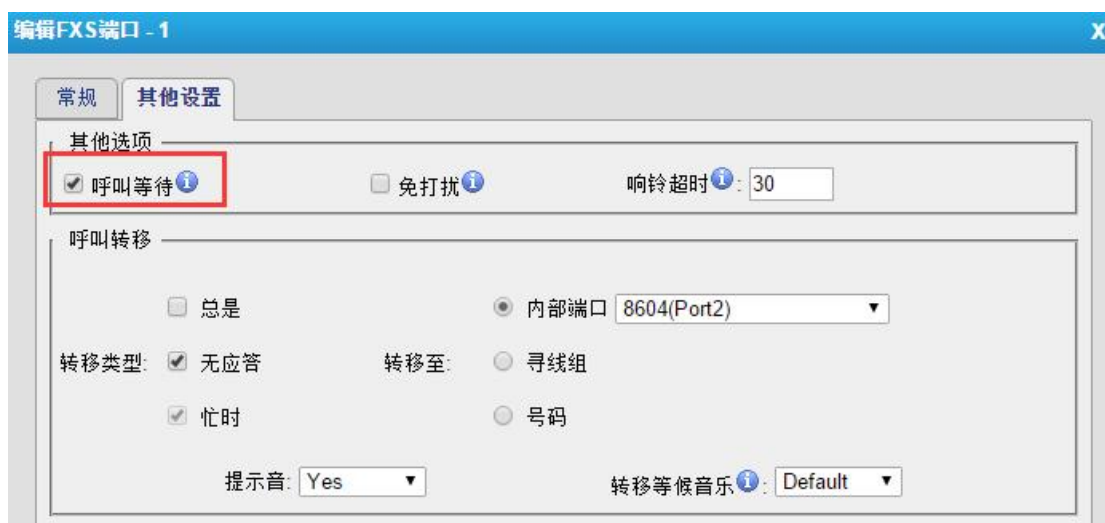 编辑FXS端口 - 1 X
常规 其他设置
其他选项
呼叫等待 免打扰 响铃超时: 30
呼叫转移
总是 内部端口 8604(Port2)
转移类型: 无应答 转移至: 寻线组
忙时 号码
提示音: Yes 转移等候音乐: Default